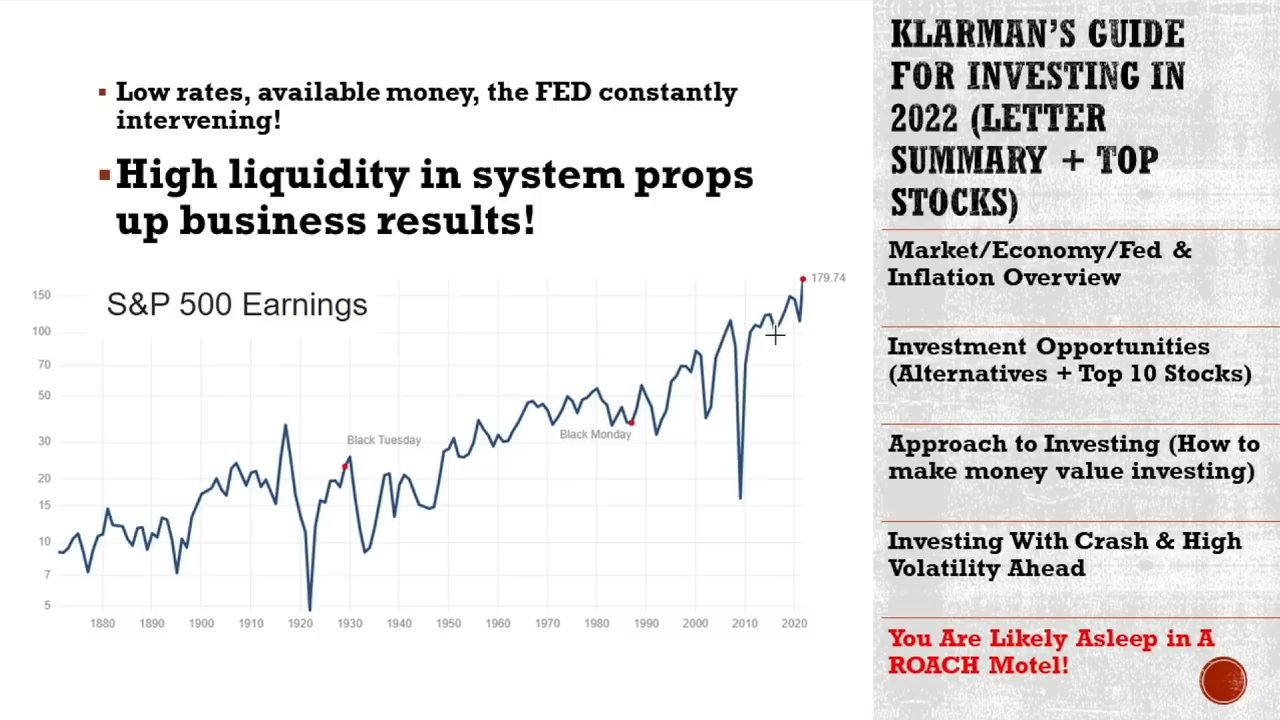 Low rates, available money, the FED constantly
intervening!
High liquidity in system props
up business results!
S&P 500 Earnings
179.74
150
100
70
50
30
20
15
10
7
5
Black Tuesday
Black Monday
1880 1890 1900 1910 1920 1930 1940 1950 1960 1970 1980 1990 2000 2010 2020
KLARMAN'S GUIDE
FOR INVESTING IN
2022 (LETTER
SUMMARY + TOP
STOCKS)
Market/Economy/Fed &
Inflation Overview
Investment Opportunities
(Alternatives + Top 10 Stocks)
Approach to Investing (How to
make money value investing)
Investing With Crash & High
Volatility Ahead
You Are Likely Asleep in A
ROACH Motel!